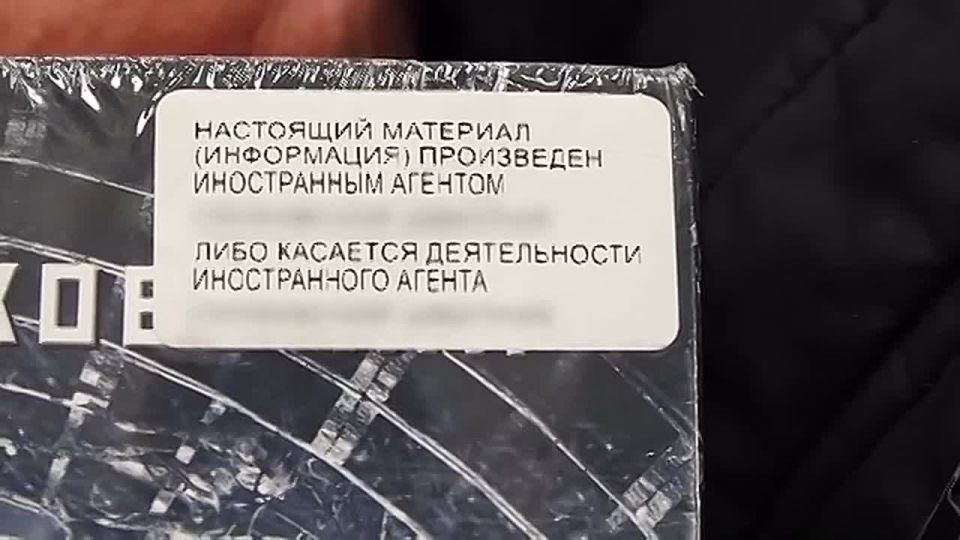 НАСТОЯЩИЙ МАТЕРИАЛ
(ИНФОРМАЦИЯ) ПРОИЗВЕДЕН
ИНОСТРАННЫМ АГЕНТОМ
ЛИБО КАСАЕТСЯ ДЕЯТЕЛЬНОСТИ
ИНОСТРАННОГО АГЕНТА